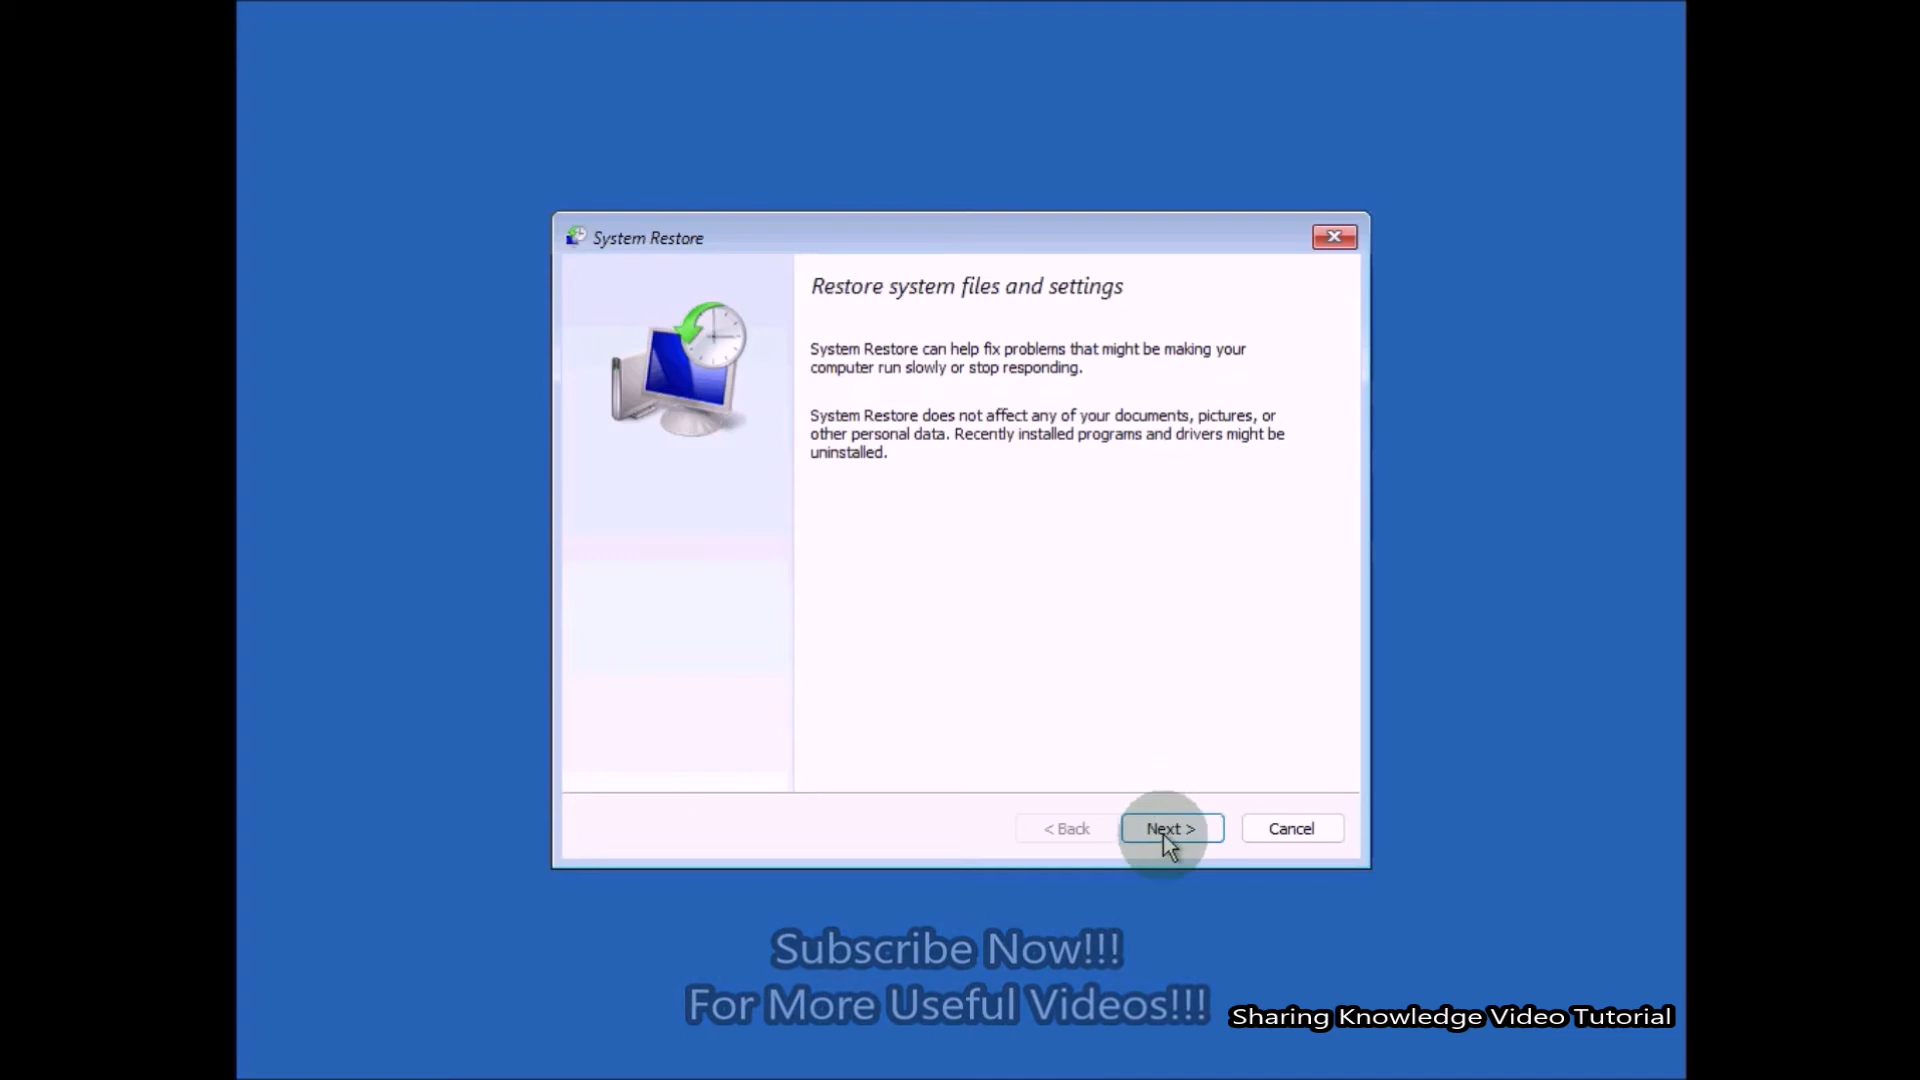 System Restore
Restore system files and settings
System Restore can help fix problems that might be making your
computer run slowly or stop responding.
System Restore does not affect any of your documents, pictures, or
other personal data. Recently installed programs and drivers might be
uninstalled.
< Back
Next >
Cancel
Subscribe Now!!!
For More Useful Videos!!!
Sharing Knowledge Video Tutorial